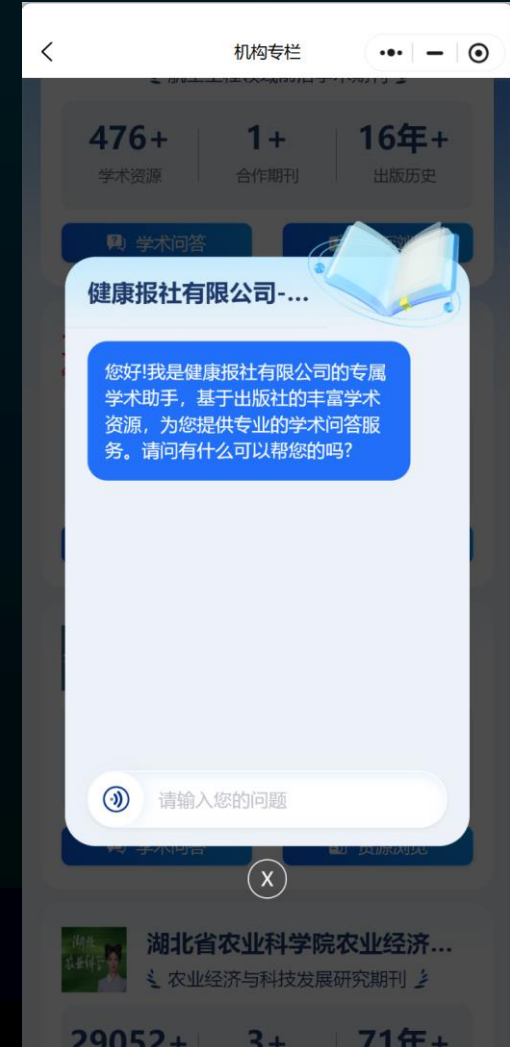 机构专栏
476+
1+
16年+
学术资源
合作期刊
出版历史
学术问答
健康报社有限公司-...
您好!我是健康报社有限公司的专属
学术助手，基于出版社的丰富学术
资源，为您提供专业的学术问答服
务。请问有什么可以帮您的吗?
请输入您的问题
学术问答
资源浏览
X
湖北省农业科学院农业经济...
农业经济与科技发展研究期刊
29052+
3+
71年+